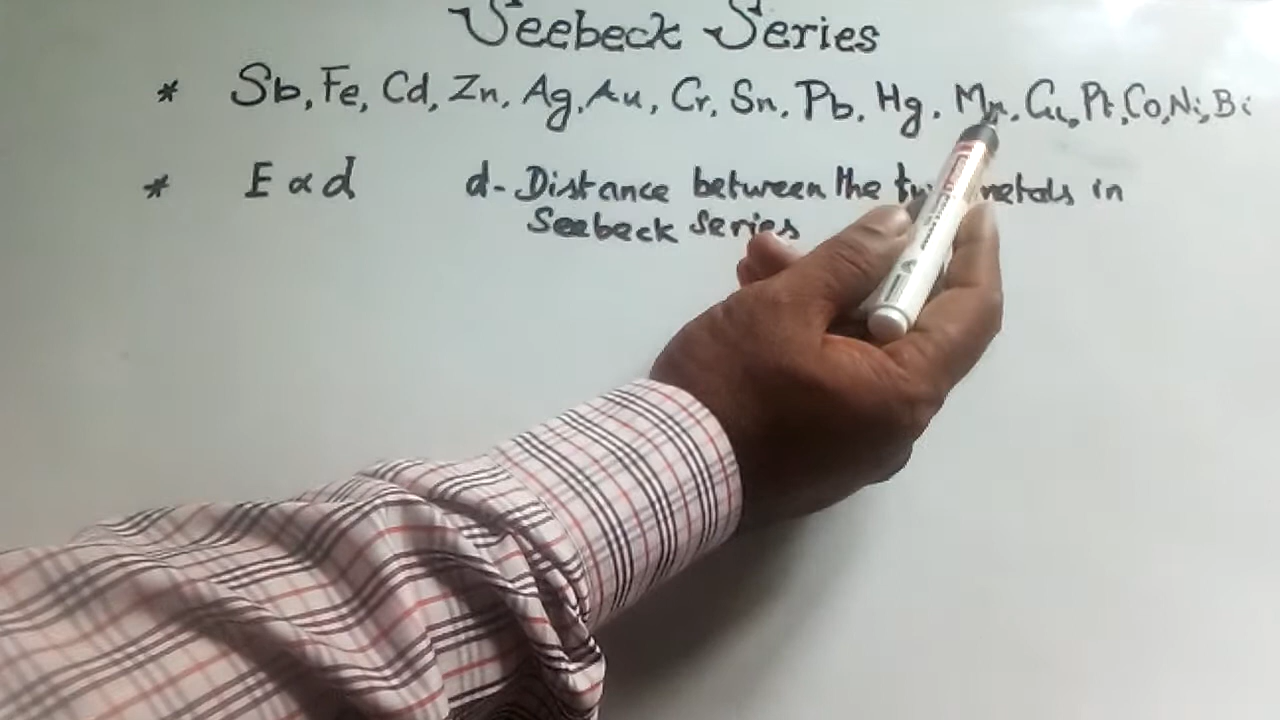 Seebeck Series
* Sb, Fe, Cd, Zn, Ag, Au, Cr, Sn, Pb, Hg, Mn, Cu, Pt, Co, Ni, Bi
* E ∝ d d - Distance between the metals in
Seebeck Series